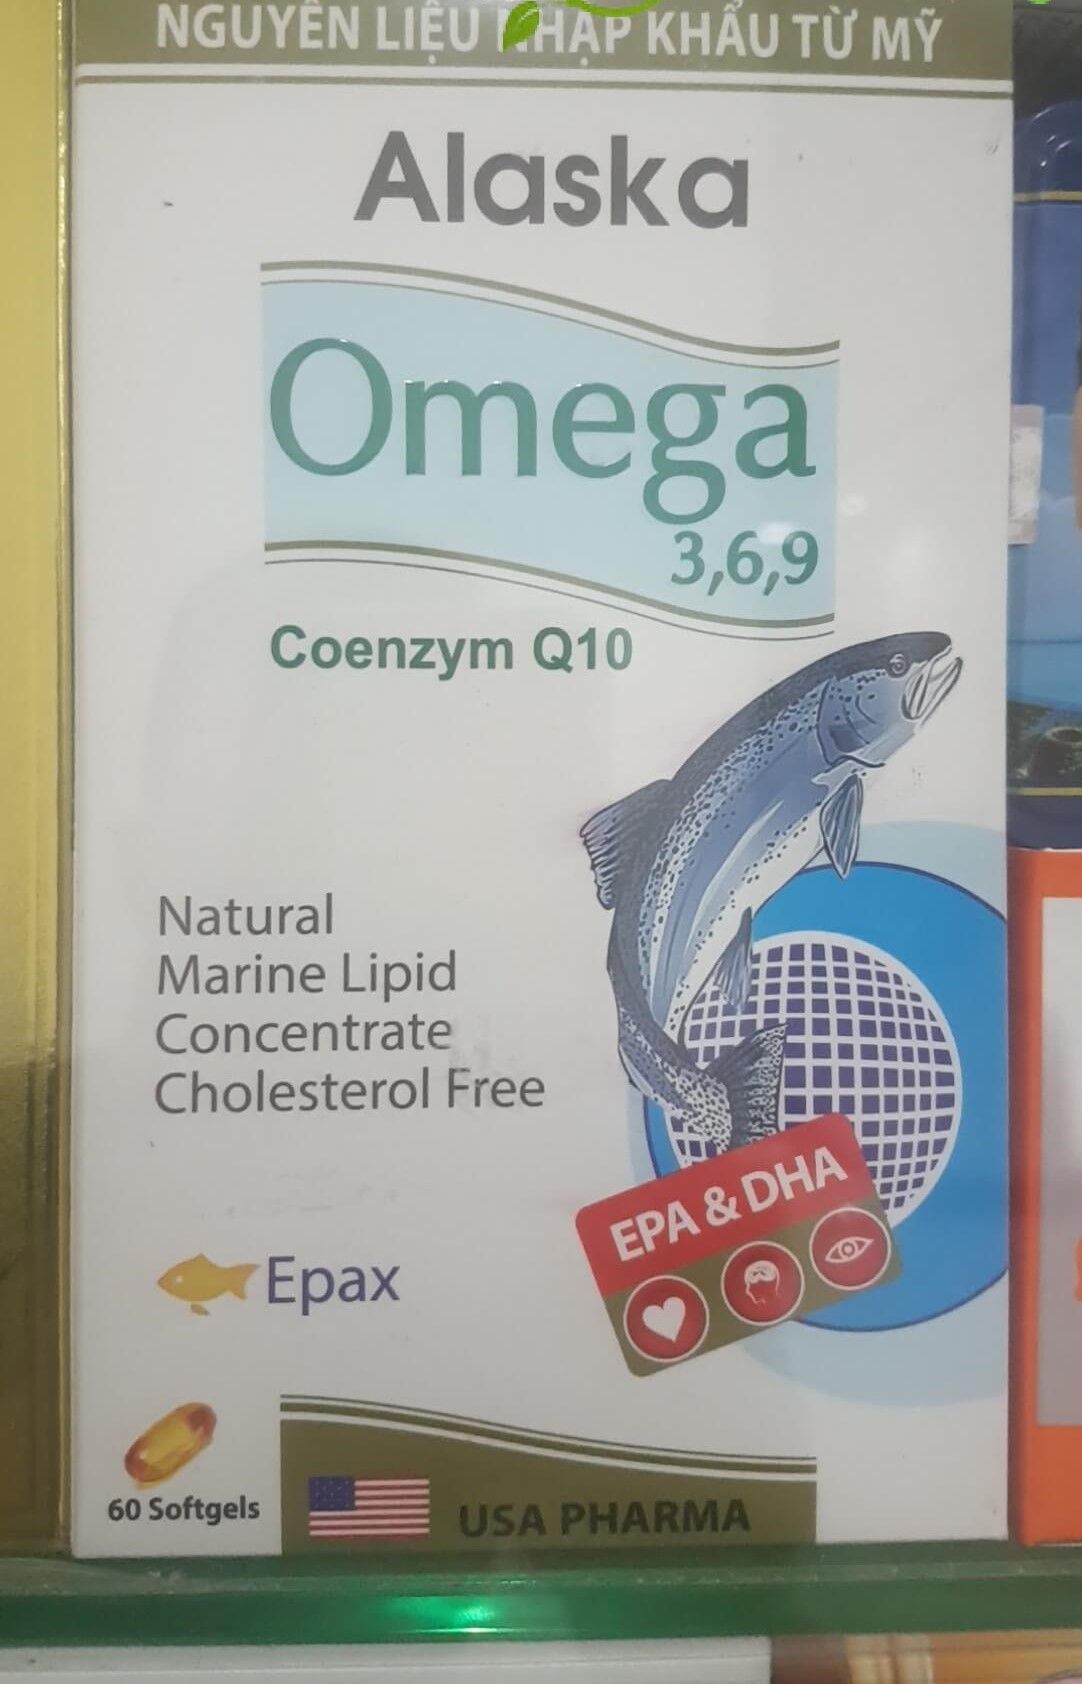 NGUYÊN LIỆU NHẬP KHẨU TỪ MỸ
Alaska
Omega
3,6,9
Coenzym Q10
Natural
Marine Lipid
Concentrate
Cholesterol Free
EPA & DHA
Epax
60 Softgels
USA PHARMA